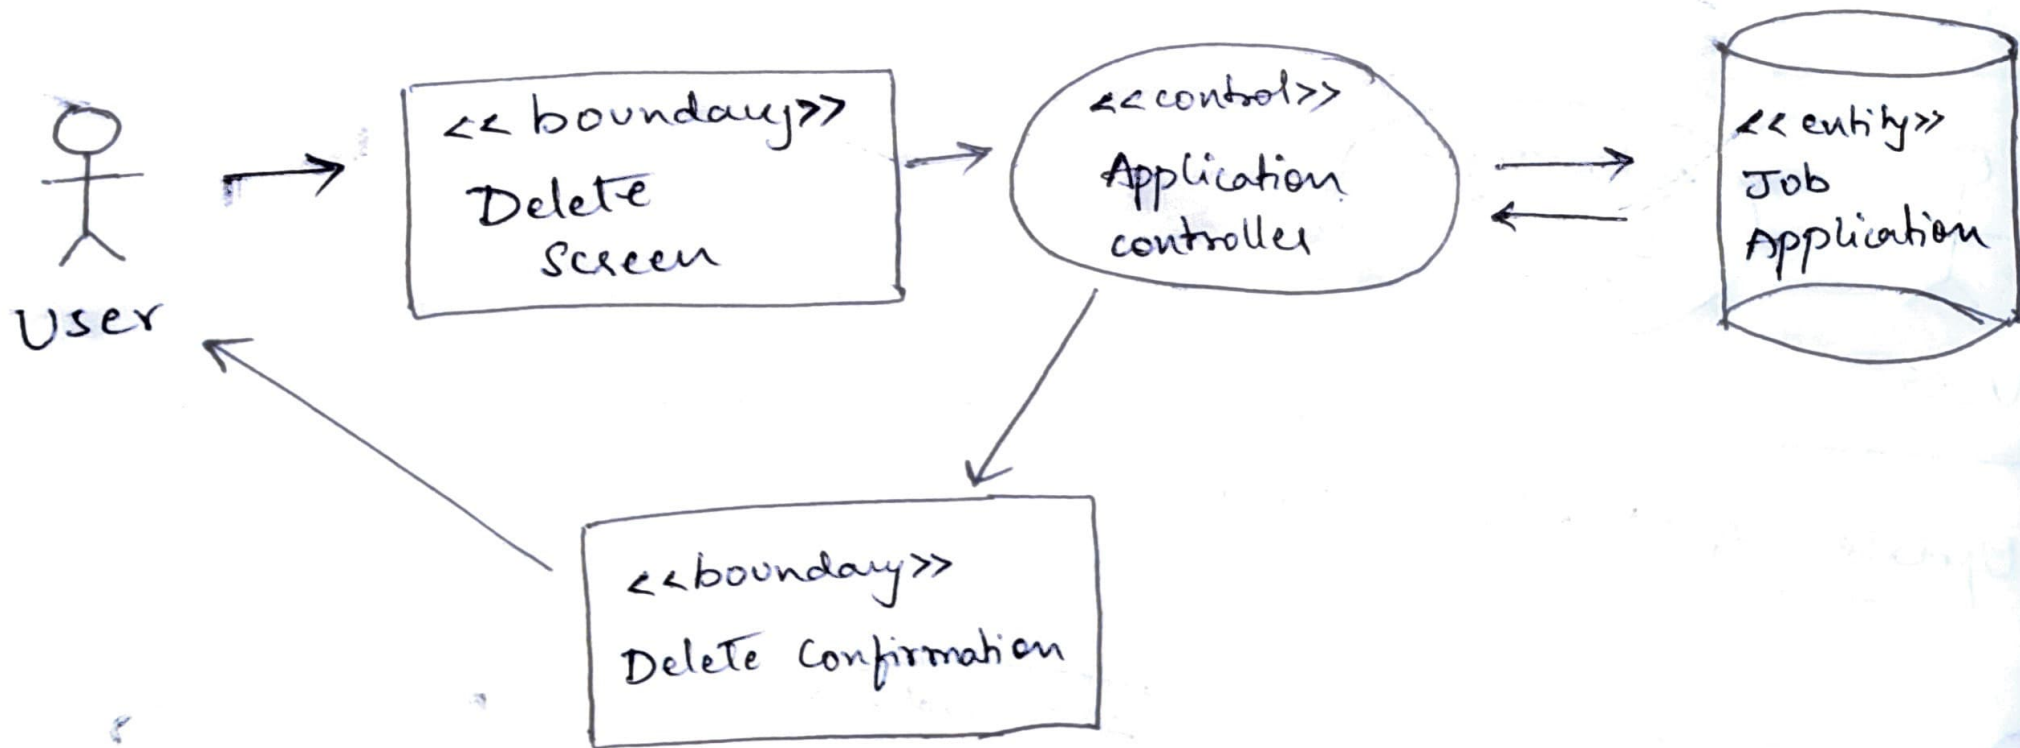 User
<< boundary>>
Delete
Screen
<<control>>
Application
controller
<< entity>>
Job
Application
<<boundary>>
Delete Confirmation